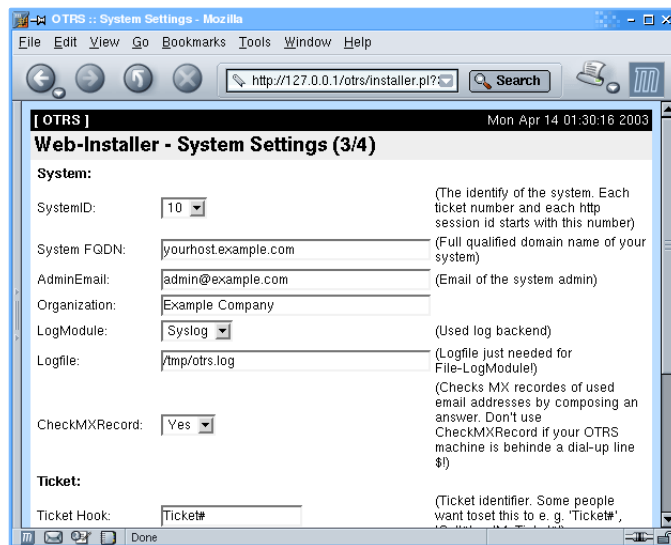 OTRS :: System Settings - Mozilla
File Edit View Go Bookmarks Tools Window Help
http://127.0.0.1/otrs/installer.pl?S Search
[ OTRS ] Mon Apr 14 01:30:16 2003
Web-Installer - System Settings (3/4)
System:
SystemID: 10 (The identify of the system. Each
ticket number and each http
session id starts with this number)
System FQDN: yourhost.example.com (Full qualified domain name of your
system)
AdminEmail: admin@example.com (Email of the system admin)
Organization: Example Company
LogModule: Syslog (Used log backend)
Logfile: /tmp/otrs.log (Logfile just needed for
File-LogModule!)
CheckMXRecord: Yes (Checks MX recordes of used
email addresses by composing an
answer. Don't use
CheckMXRecord if your OTRS
machine is behinde a dial-up line
$!)
Ticket:
Ticket Hook: Ticket# (Ticket identifier. Some people
want toset this to e. g. 'Ticket#',
Done